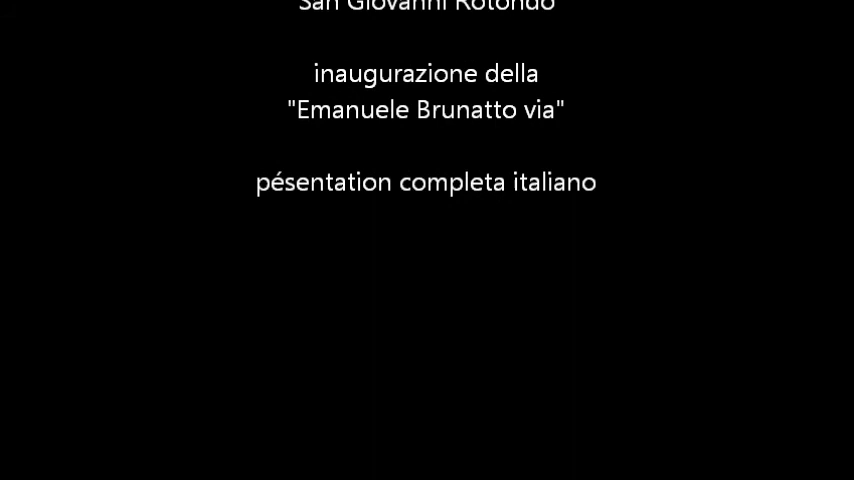 San Giovanni Rotondo
inaugurazione della
"Emanuele Brunatto via"
pésentation completa italiano